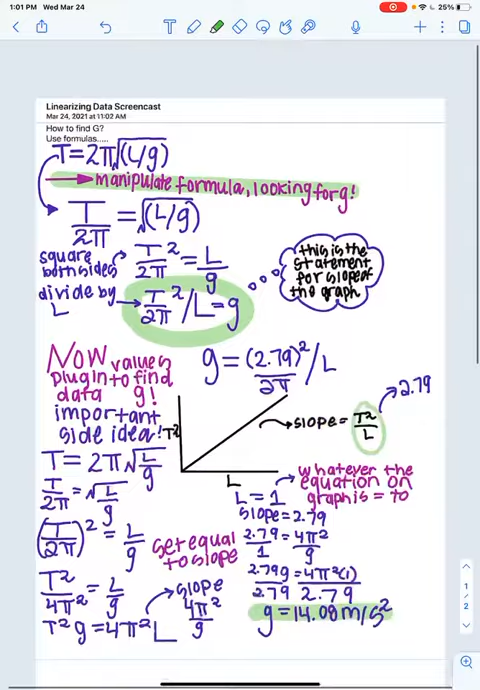 1:01 PM Wed Mar 24
25%
Linearizing Data Screencast
Mar 24, 2021 at 11:02 AM
How to find G?
Use formulas.....
T=2π√(L/g)
→ manipulate formula, looking for g!
T/2π = √(L/g)
square both sides → T²/2π = L/g
divide by L → T²/2π /L = g
this is the
statement
for slope of
the graph
NOW values
plug in to find
data g!
g = (2.79)²/2π /L
important
side idea!
T²
L
→ slope = T²/L
2.79
T = 2π √L/g
T/2π = √L/g
(T/2π)² = L/g
set equal
to slope
T²/4π² = L/g
T²g = 4π²L
slope
4π²/g
whatever the
equation on
graph is = to
L = 1
slope = 2.79
2.79/1 = 4π²/g
2.79g/2.79 = 4π²(1)/2.79
g = 14.08 m/s²
1
2